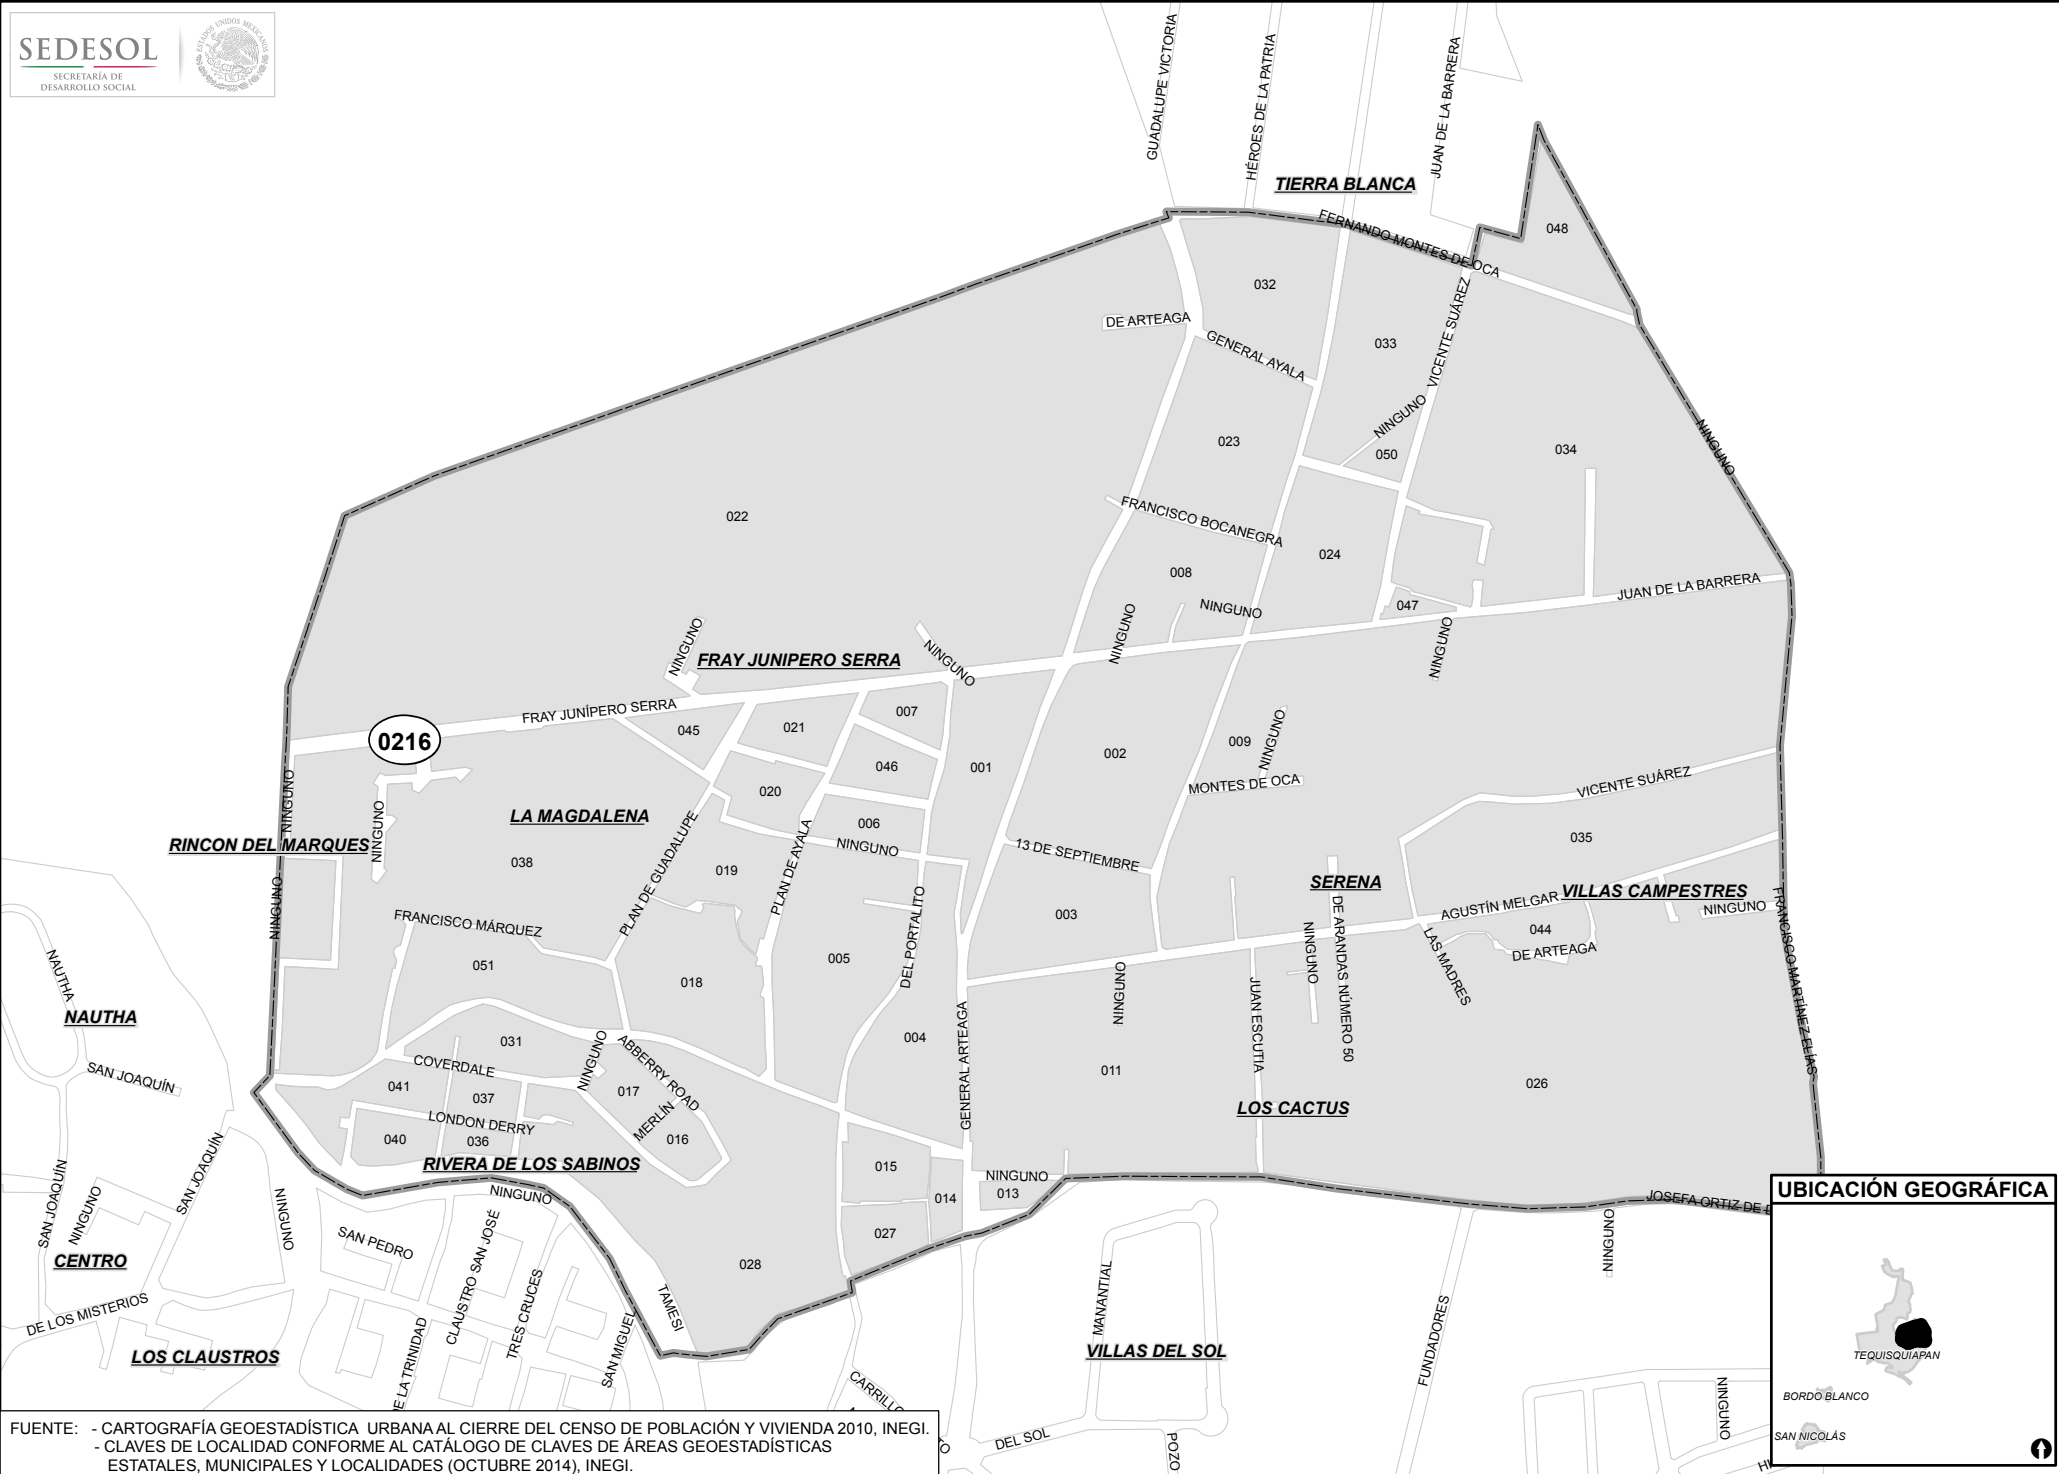 SEDESOL
SECRETARÍA DE
DESARROLLO SOCIAL
ESTADOS UNIDOS MEXICANOS
GUADALUPE VICTORIA
HÉROES DE LA PATRIA
JUAN DE LA BARRERA
TIERRA BLANCA
FERNANDO MONTES DE OCA
048
032
DE ARTEAGA
GENERAL AYALA
033
VICENTE SUÁREZ
NINGUNO
050
023
034
NINGUNO
022
FRANCISCO BOCANEGRA
024
008
NINGUNO
NINGUNO
047
JUAN DE LA BARRERA
NINGUNO
NINGUNO
FRAY JUNIPERO SERRA
NINGUNO
FRAY JUNÍPERO SERRA
0216
045
021
007
046
001
002
009
NINGUNO
MONTES DE OCA
020
006
NINGUNO
VICENTE SUÁREZ
NINGUNO
NINGUNO
LA MAGDALENA
RINCON DEL MARQUES
038
PLAN DE GUADALUPE
019
PLAN DE AYALA
13 DE SEPTIEMBRE
035
SERENA
VILLAS CAMPESTRES
AGUSTÍN MELGAR
NINGUNO
NINGUNO
FRANCISCO MÁRQUEZ
003
044
DE ARTEAGA
LAS MADRES
DE ARANDAS NÚMERO 50
NINGUNO
FRANCISCO MARTÍNEZ ELÍAS
051
018
005
DEL PORTALITO
NINGUNO
JUAN ESCUTIA
NAUTHA
NAUTHA
SAN JOAQUÍN
031
COVERDALE
NINGUNO
ABBERRY ROAD
004
GENERAL ARTEAGA
011
026
041
037
017
MERLÍN
LONDON DERRY
040
036
016
LOS CACTUS
RIVERA DE LOS SABINOS
015
014
NINGUNO
013
NINGUNO
SAN JOAQUÍN
SAN JOAQUÍN
NINGUNO
NINGUNO
SAN PEDRO
CLAUSTRO SAN JOSÉ
TRES CRUCES
CENTRO
DE LOS MISTERIOS
LOS CLAUSTROS
E LA TRINIDAD
SAN MIGUEL
TAMESI
027
028
JOSEFA ORTIZ DE D
NINGUNO
MANANTIAL
VILLAS DEL SOL
FUNDADORES
CARRILLO
TO
DEL SOL
POZO
NINGUNO
HI
UBICACIÓN GEOGRÁFICA
TEQUISQUIAPAN
BORDO BLANCO
SAN NICOLÁS
FUENTE: - CARTOGRAFÍA GEOESTADÍSTICA URBANA AL CIERRE DEL CENSO DE POBLACIÓN Y VIVIENDA 2010, INEGI.
- CLAVES DE LOCALIDAD CONFORME AL CATÁLOGO DE CLAVES DE ÁREAS GEOESTADÍSTICAS
ESTATALES, MUNICIPALES Y LOCALIDADES (OCTUBRE 2014), INEGI.